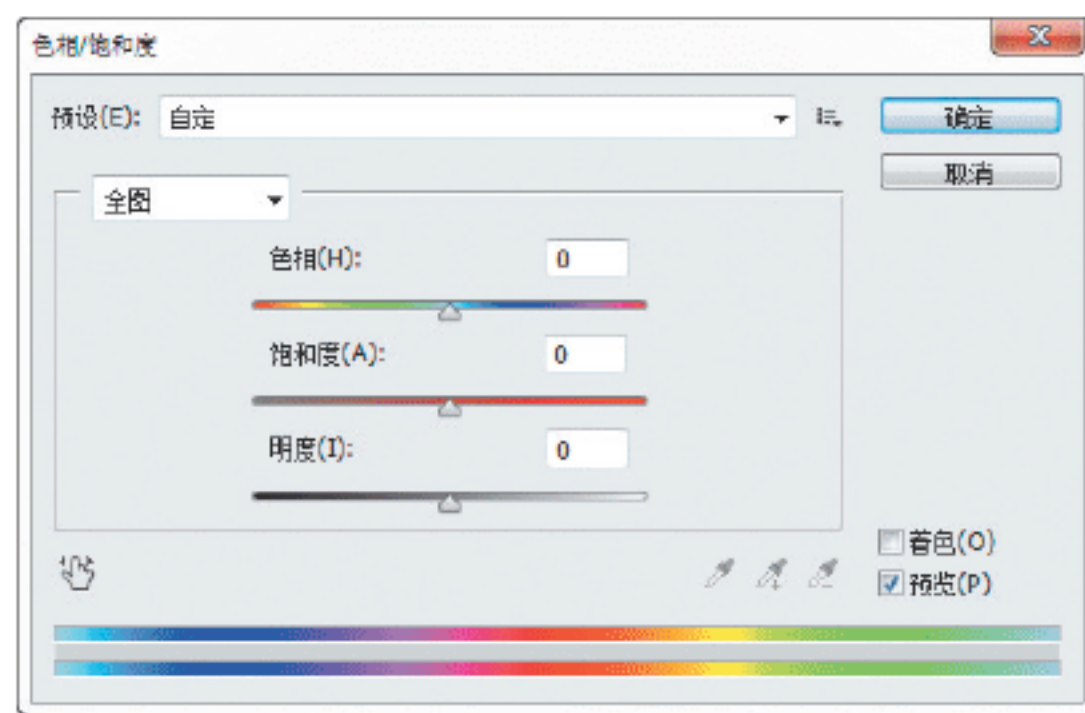 色相/饱和度
预设(E): 自定
确定
取消
全图
色相(H): 0
饱和度(A): 0
明度(I): 0
着色(O)
预览(P)